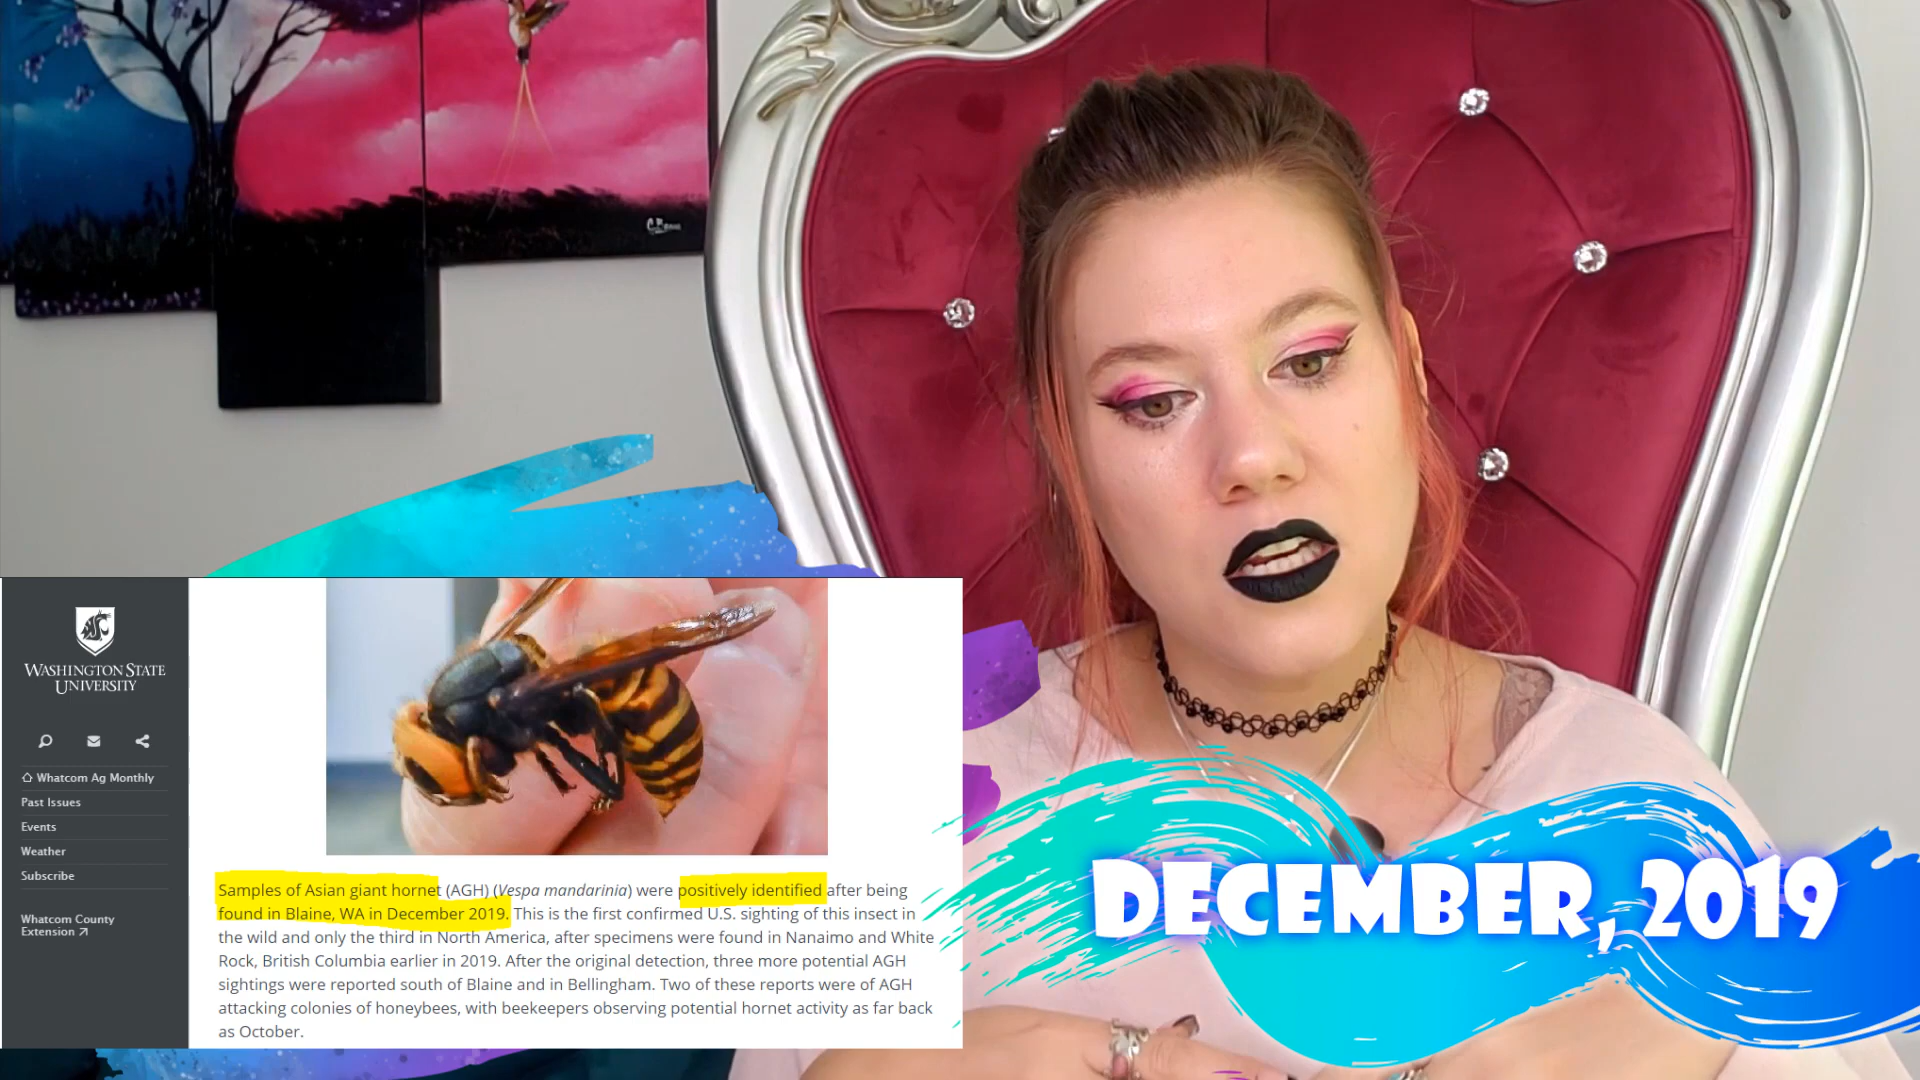 WASHINGTON STATE
UNIVERSITY
Whatcom Ag Monthly
Past Issues
Events
Weather
Subscribe
Whatcom County
Extension
Samples of Asian giant hornet (AGH) (Vespa mandarinia) were positively identified after being
found in Blaine, WA in December 2019. This is the first confirmed U.S. sighting of this insect in
the wild and only the third in North America, after specimens were found in Nanaimo and White
Rock, British Columbia earlier in 2019. After the original detection, three more potential AGH
sightings were reported south of Blaine and in Bellingham. Two of these reports were of AGH
attacking colonies of honeybees, with beekeepers observing potential hornet activity as far back
as October.
DECEMBER, 2019